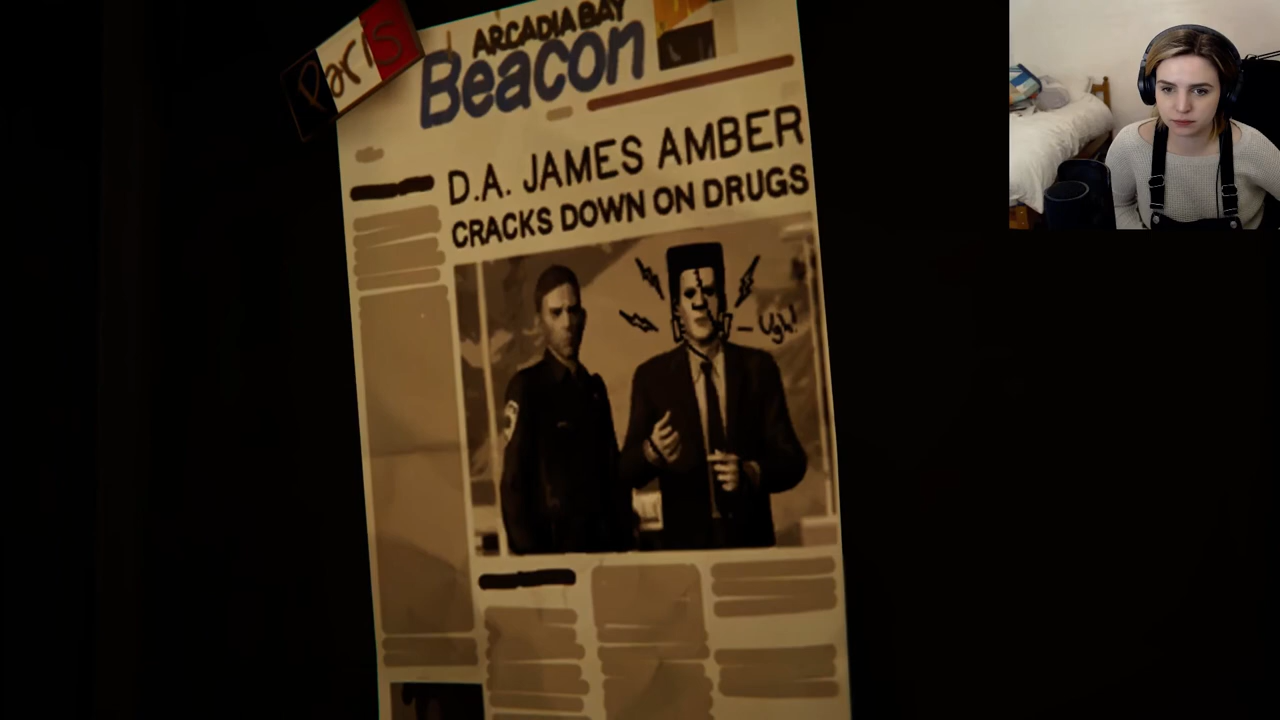 Paris
ARCADIA BAY
Beacon
D.A. JAMES AMBER
CRACKS DOWN ON DRUGS
- Ugh!